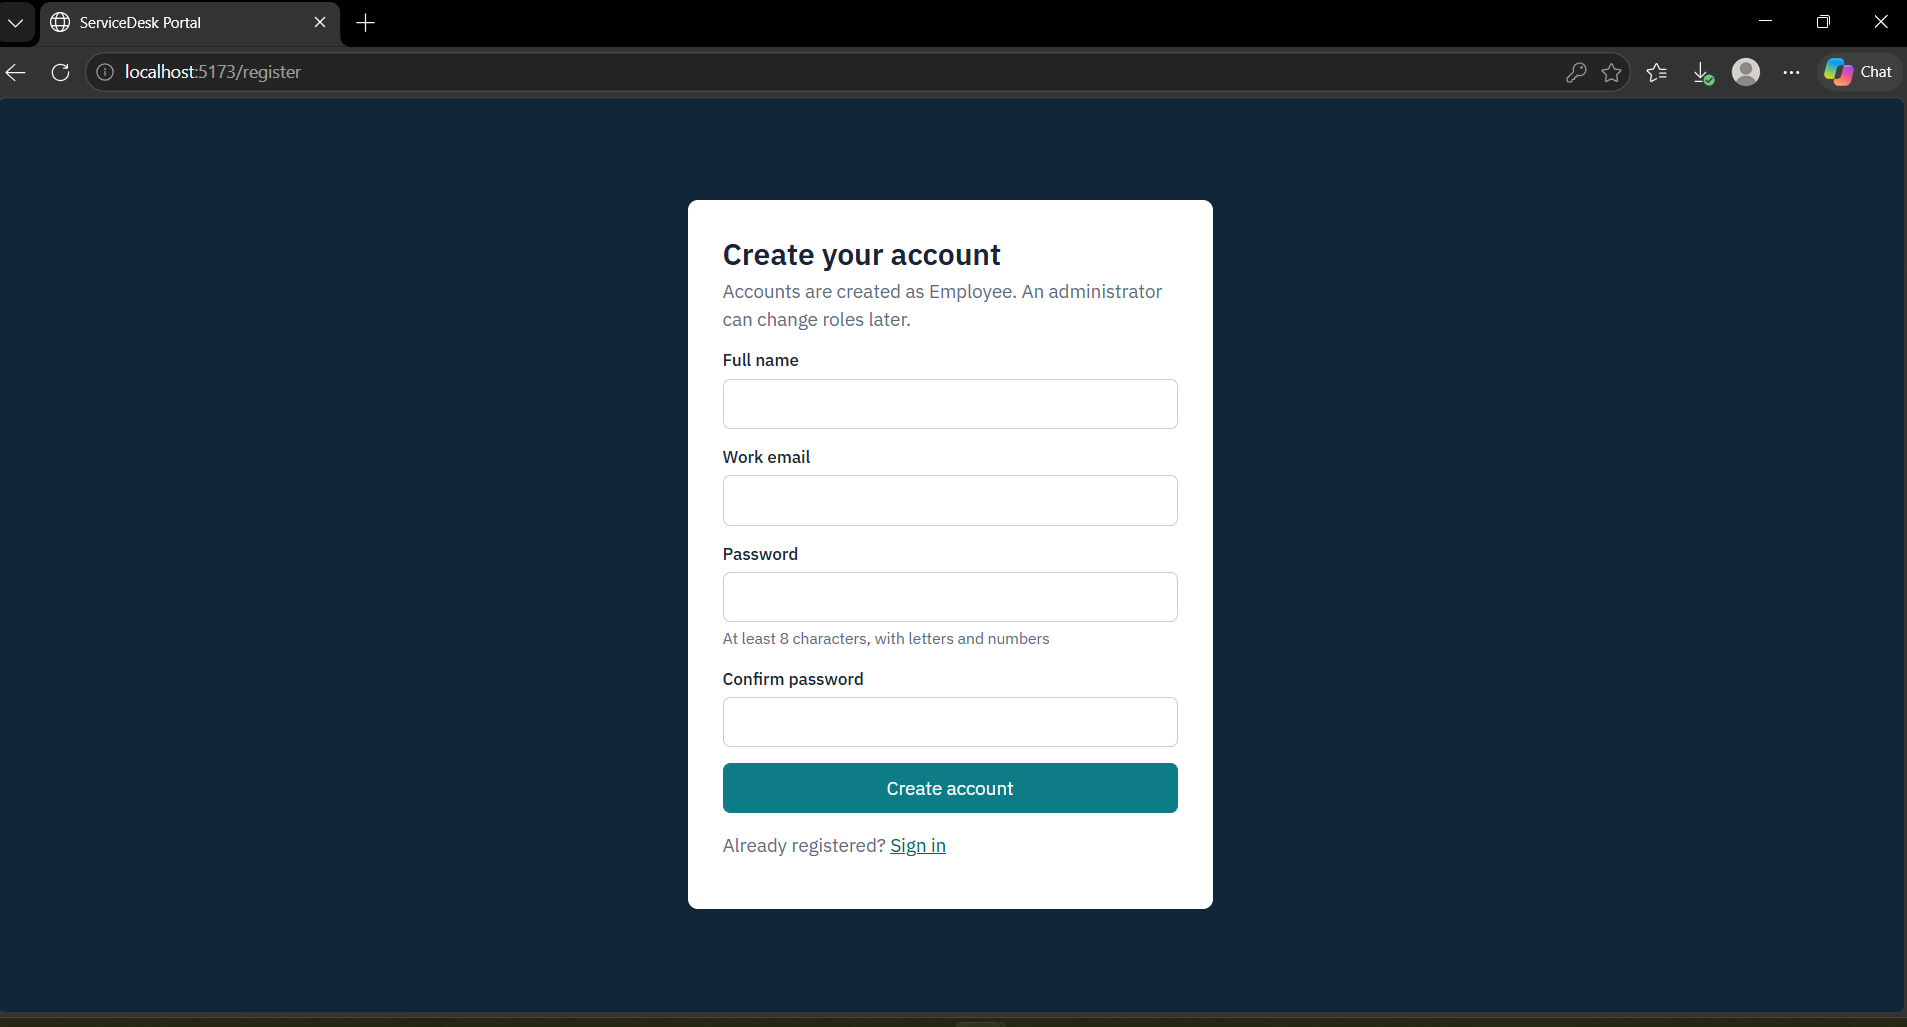 ServiceDesk Portal
localhost:5173/register
Chat
Create your account
Accounts are created as Employee. An administrator
can change roles later.
Full name
Work email
Password
At least 8 characters, with letters and numbers
Confirm password
Create account
Already registered? Sign in